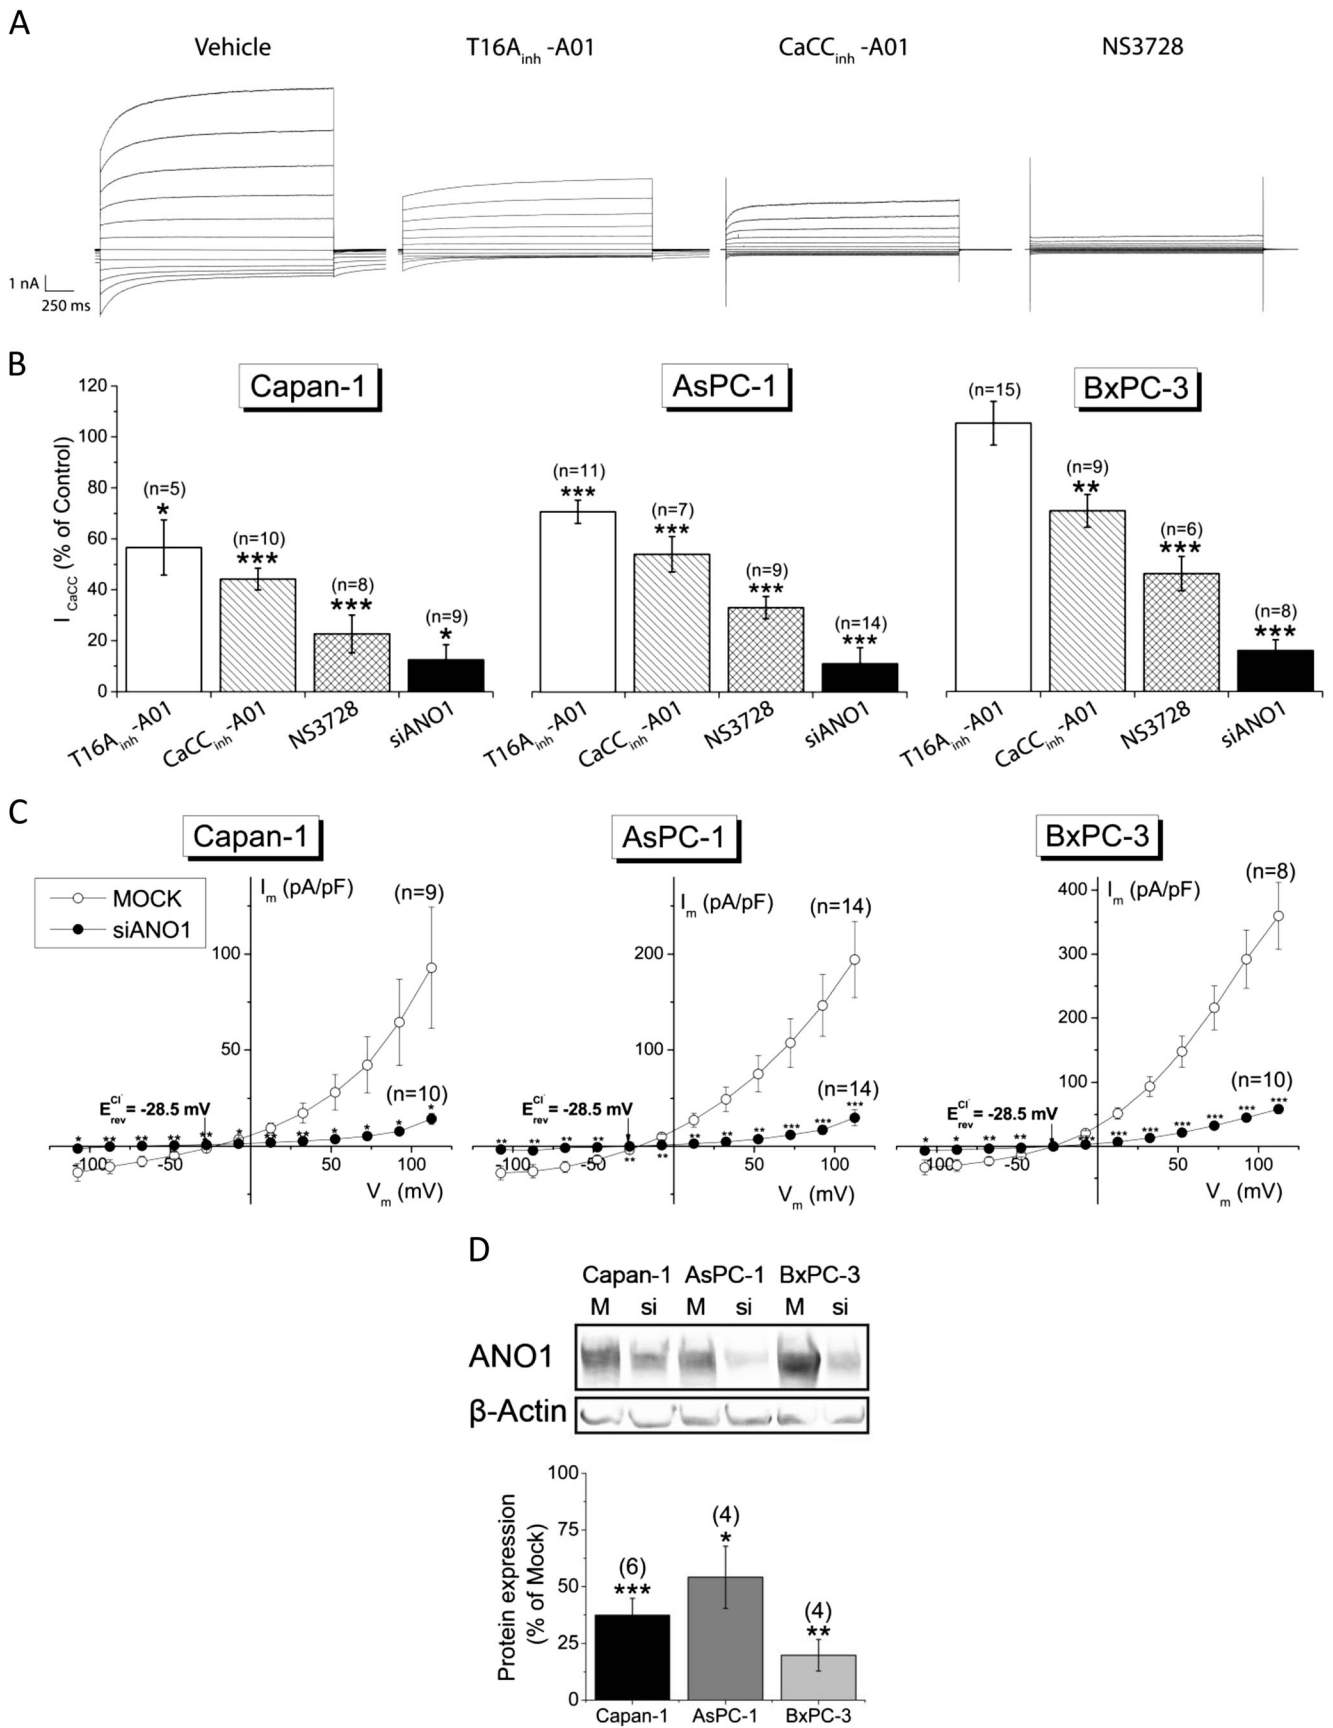 A
Vehicle
T16Ainh -A01
CaCCinh -A01
NS3728
1 nA
250 ms
B
Capan-1
AsPC-1
BxPC-3
I CaCC (% of Control)
120
100
80
60
40
20
0
(n=5)
*
(n=10)
***
(n=8)
***
(n=9)
*
(n=11)
***
(n=7)
***
(n=9)
***
(n=14)
***
(n=15)
(n=9)
**
(n=6)
***
(n=8)
***
T16Ainh-A01
CaCCinh-A01
NS3728
siANO1
T16Ainh-A01
CaCCinh-A01
NS3728
siANO1
T16Ainh-A01
CaCCinh-A01
NS3728
siANO1
C
Capan-1
AsPC-1
BxPC-3
MOCK
siANO1
Im (pA/pF)
(n=9)
100
50
(n=10)
ErevCl- = -28.5 mV
* ** ** ** ** * ** ** * * * *
-100 -50 50 100
Vm (mV)
Im (pA/pF)
(n=14)
200
100
(n=14)
ErevCl- = -28.5 mV
** ** ** ** ** ** ** ** ** *** *** ***
-100 -50 50 100
Vm (mV)
Im (pA/pF)
(n=8)
400
300
200
100
(n=10)
ErevCl- = -28.5 mV
* * ** ** * *** *** *** *** *** *** ***
-100 -50 50 100
Vm (mV)
D
Capan-1 AsPC-1 BxPC-3
M si M si M si
ANO1
β-Actin
Protein expression
(% of Mock)
100
75
50
25
0
(6)
***
(4)
*
(4)
**
Capan-1
AsPC-1
BxPC-3